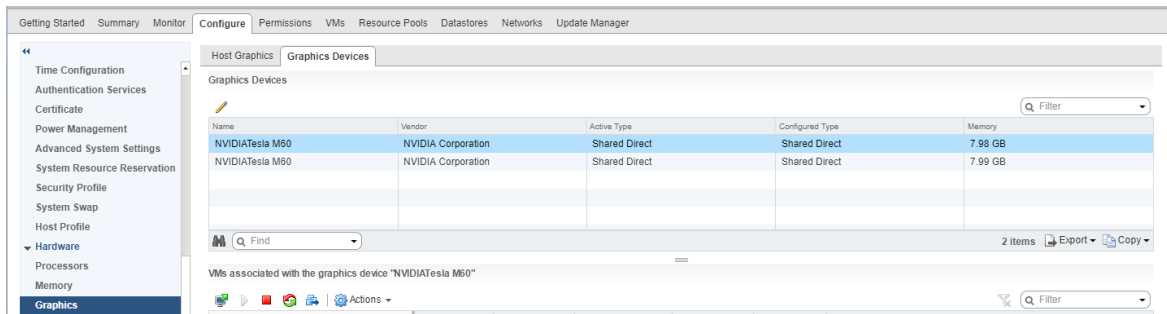 Getting Started Summary Monitor Configure Permissions VMs Resource Pools Datastores Networks Update Manager
Time Configuration
Authentication Services
Certificate
Power Management
Advanced System Settings
System Resource Reservation
Security Profile
System Swap
Host Profile
Hardware
Processors
Memory
Graphics
Host Graphics Graphics Devices
Graphics Devices
Filter
Name Vendor Active Type Configured Type Memory
NVIDIATesla M60 NVIDIA Corporation Shared Direct Shared Direct 7.98 GB
NVIDIATesla M60 NVIDIA Corporation Shared Direct Shared Direct 7.99 GB
Find 2 items Export Copy
VMs associated with the graphics device "NVIDIATesla M60"
Actions Filter